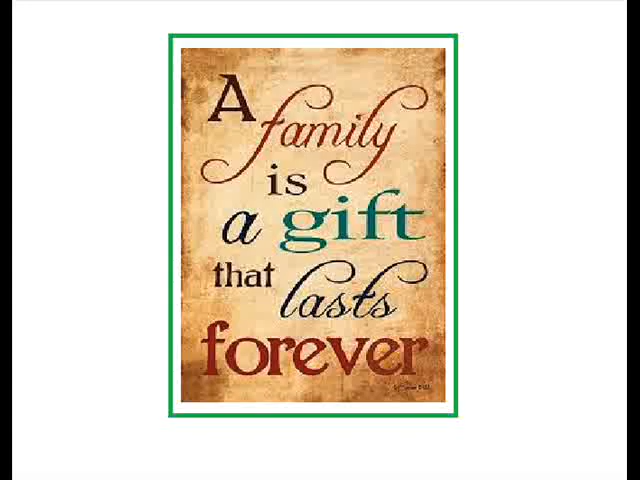 A
family
is
a gift
that lasts
forever